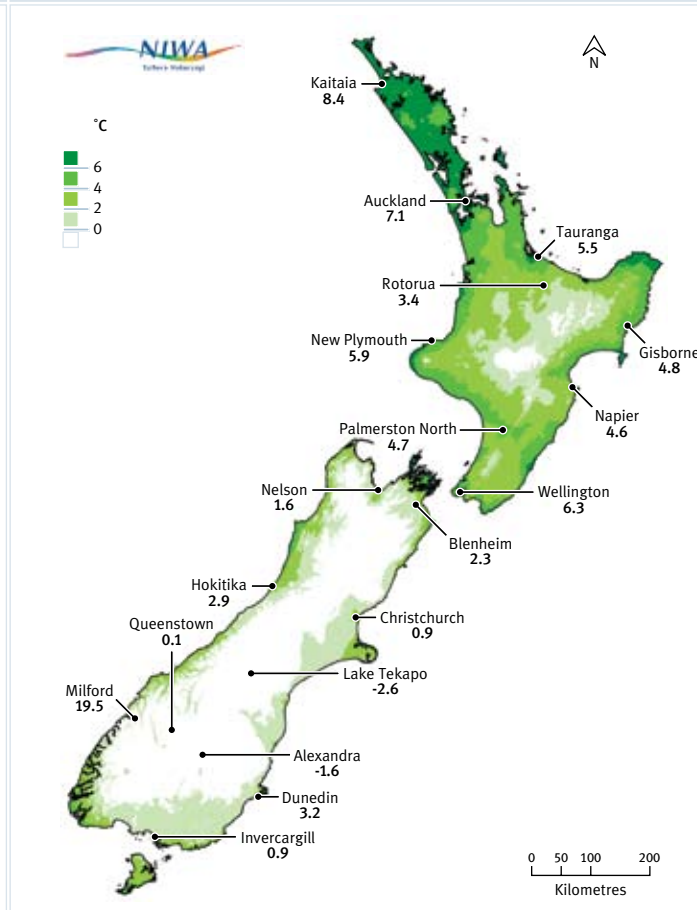 NIWA
Taihoro Nukurangi
N
°C
6
4
2
0
Kaitaia
8.4
Auckland
7.1
Tauranga
5.5
Rotorua
3.4
New Plymouth
5.9
Gisborne
4.8
Napier
4.6
Palmerston North
4.7
Nelson
1.6
Wellington
6.3
Blenheim
2.3
Hokitika
2.9
Christchurch
0.9
Queenstown
0.1
Lake Tekapo
-2.6
Milford
19.5
Alexandra
-1.6
Dunedin
3.2
Invercargill
0.9
0 50 100 200
Kilometres